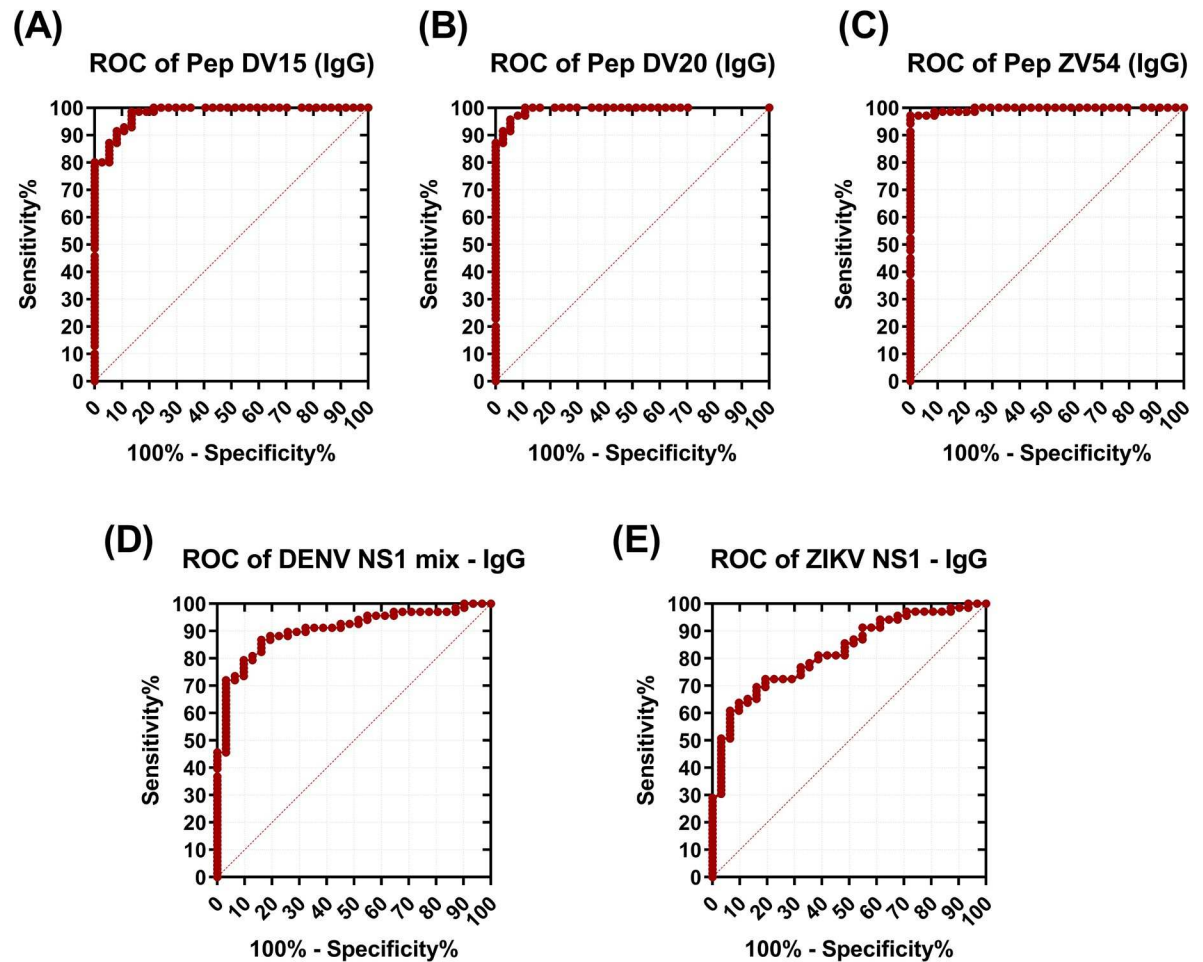 (A)
ROC of Pep DV15 (IgG)
100
90
80
70
60
50
40
30
20
10
0
Sensitivity%
0 10 20 30 40 50 60 70 80 90 100
100% - Specificity%
(B)
ROC of Pep DV20 (IgG)
100
90
80
70
60
50
40
30
20
10
0
Sensitivity%
0 10 20 30 40 50 60 70 80 90 100
100% - Specificity%
(C)
ROC of Pep ZV54 (IgG)
100
90
80
70
60
50
40
30
20
10
0
Sensitivity%
0 10 20 30 40 50 60 70 80 90 100
100% - Specificity%
(D)
ROC of DENV NS1 mix - IgG
100
90
80
70
60
50
40
30
20
10
0
Sensitivity%
0 10 20 30 40 50 60 70 80 90 100
100% - Specificity%
(E)
ROC of ZIKV NS1 - IgG
100
90
80
70
60
50
40
30
20
10
0
Sensitivity%
0 10 20 30 40 50 60 70 80 90 100
100% - Specificity%